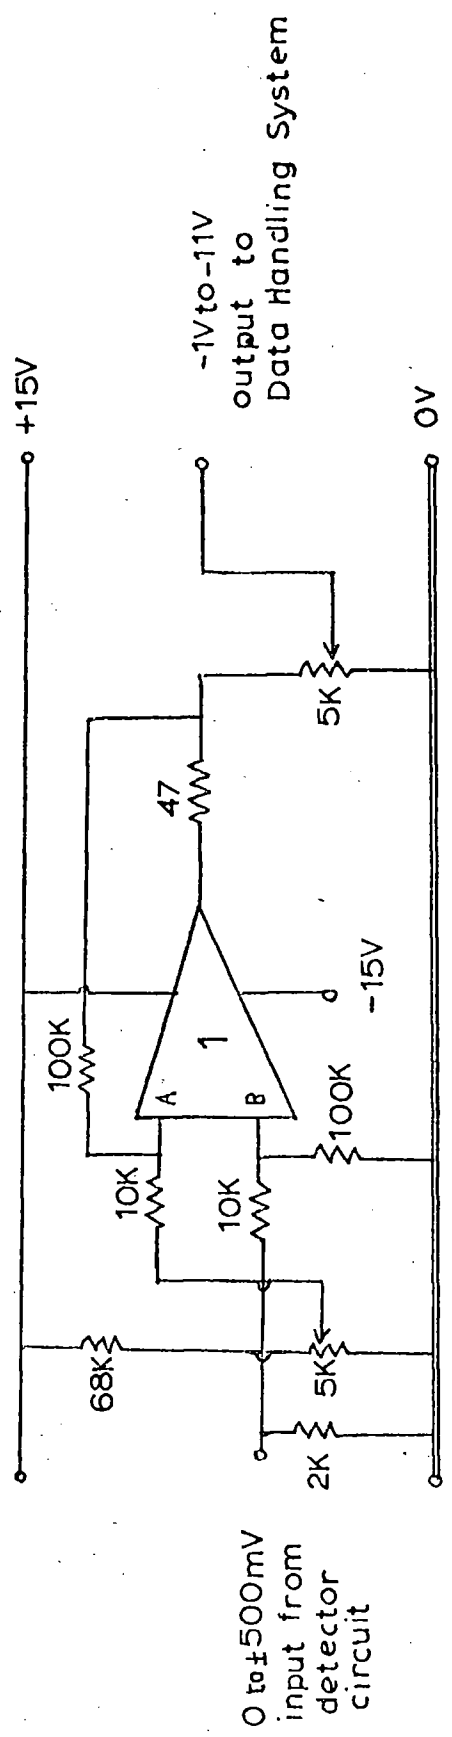 +15V
-1V to -11V
output to
Data Handling System
0V
100K
47
5K
A
B
1
-15V
10K
10K
100K
68K
5K
2K
0 to ±500mV
input from
detector
circuit